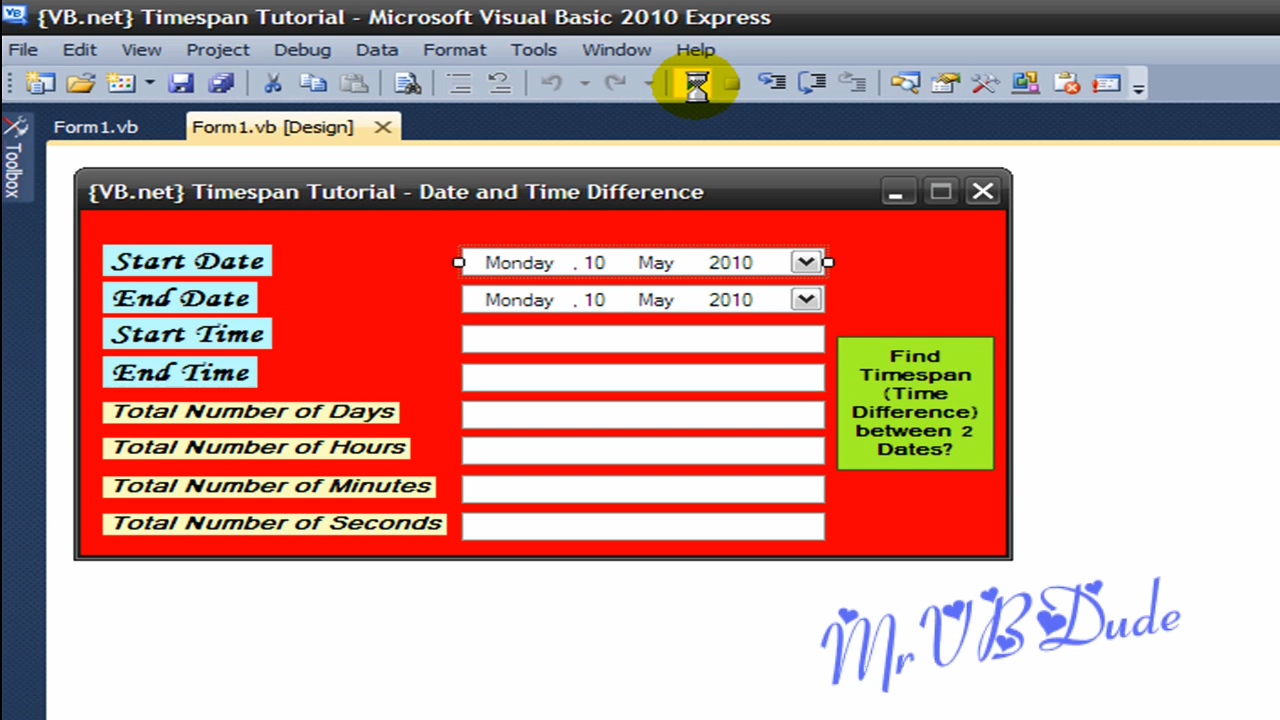 {VB.net} Timespan Tutorial - Microsoft Visual Basic 2010 Express
File Edit View Project Debug Data Format Tools Window Help
Form1.vb Form1.vb [Design]
Toolbox
{VB.net} Timespan Tutorial - Date and Time Difference
Start Date Monday , 10 May 2010
End Date Monday , 10 May 2010
Start Time
End Time
Total Number of Days
Total Number of Hours
Total Number of Minutes
Total Number of Seconds
Find
Timespan
(Time
Difference)
between 2
Dates?
MrVBDude